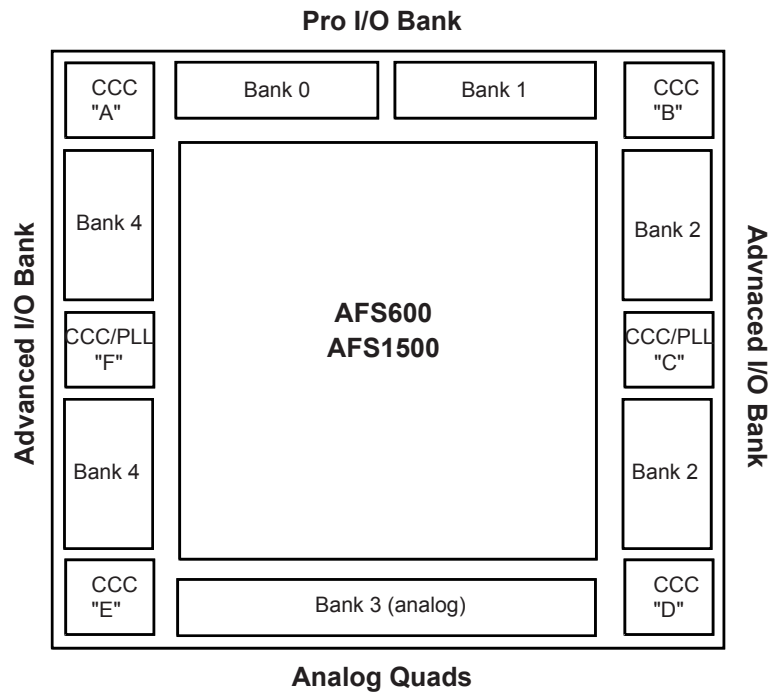 Pro I/O Bank
CCC
"A"
Bank 0
Bank 1
CCC
"B"
Bank 4
Bank 2
Advanced I/O Bank
AFS600
AFS1500
Advnaced I/O Bank
CCC/PLL
"F"
CCC/PLL
"C"
Bank 4
Bank 2
CCC
"E"
Bank 3 (analog)
CCC
"D"
Analog Quads